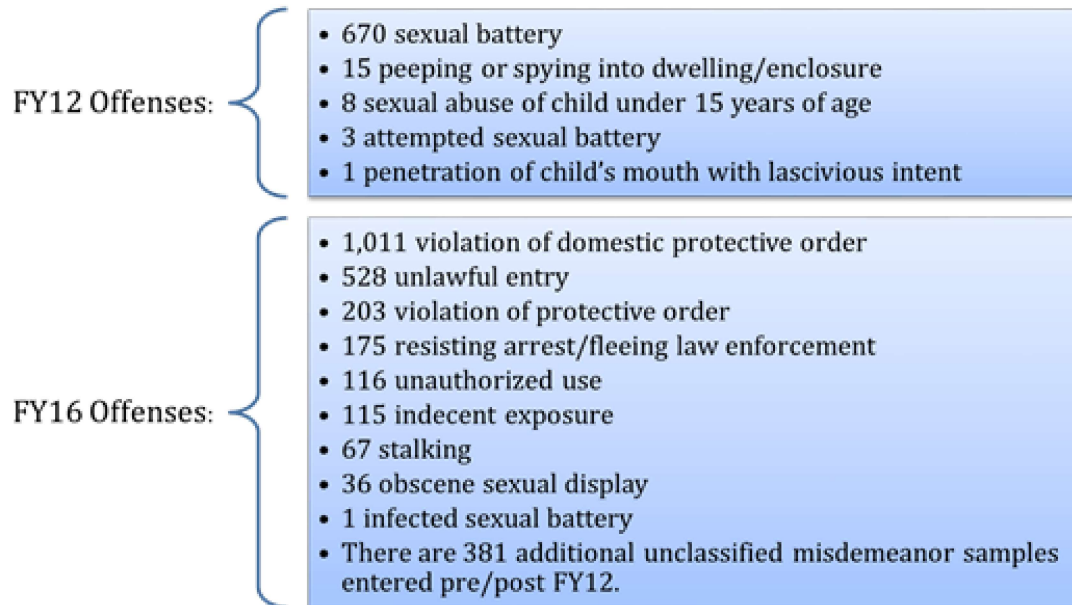 FY12 Offenses:
• 670 sexual battery
• 15 peeping or spying into dwelling/enclosure
• 8 sexual abuse of child under 15 years of age
• 3 attempted sexual battery
• 1 penetration of child's mouth with lascivious intent
FY16 Offenses:
• 1,011 violation of domestic protective order
• 528 unlawful entry
• 203 violation of protective order
• 175 resisting arrest/fleeing law enforcement
• 116 unauthorized use
• 115 indecent exposure
• 67 stalking
• 36 obscene sexual display
• 1 infected sexual battery
• There are 381 additional unclassified misdemeanor samples
entered pre/post FY12.